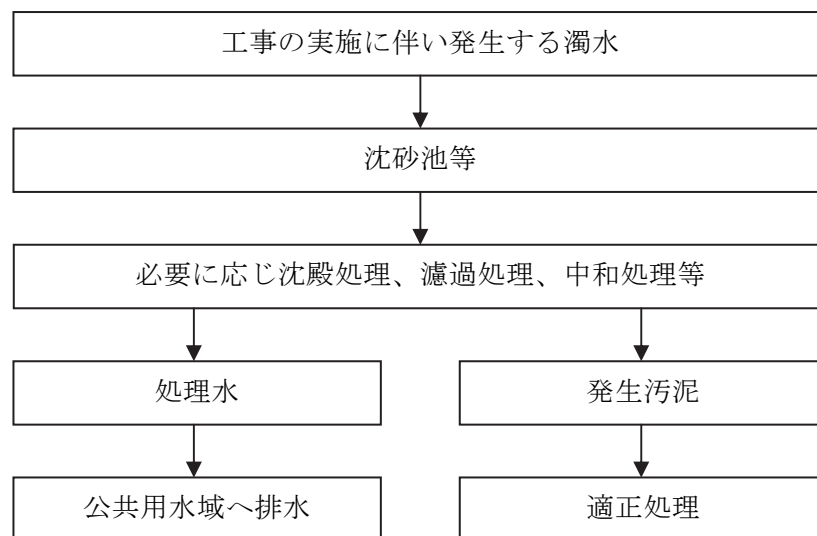 工事の実施に伴い発生する濁水
沈砂池等
必要に応じ沈殿処理、濾過処理、中和処理等
処理水
発生汚泥
公共用水域へ排水
適正処理